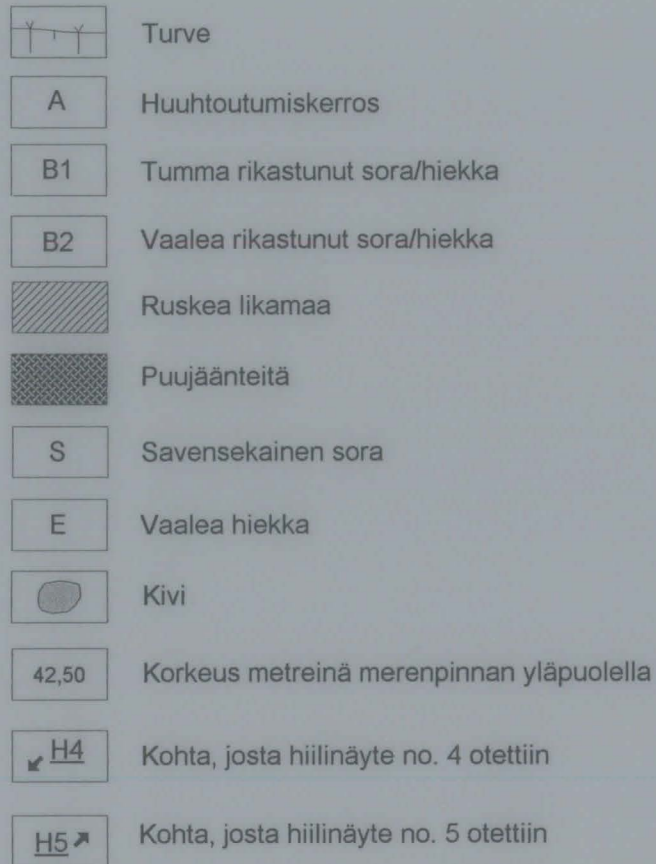 Turve
A Huuhtoutumiskerros
B1 Tumma rikastunut sora/hiekka
B2 Vaalea rikastunut sora/hiekka
Ruskea likamaa
Puujäänteitä
S Savensekainen sora
E Vaalea hiekka
Kivi
42,50 Korkeus metreinä merenpinnan yläpuolella
H4 Kohta, josta hiilinäyte no. 4 otettiin
H5 Kohta, josta hiilinäyte no. 5 otettiin